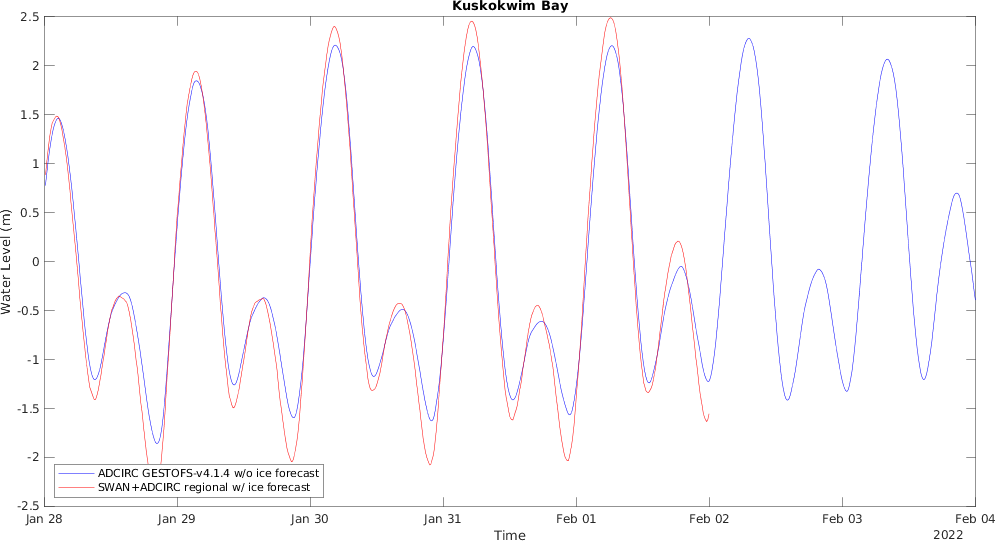 Kuskokwim Bay
2.5
2
1.5
1
0.5
0
-0.5
-1
-1.5
-2
-2.5
Water Level (m)
ADCIRC GESTOFS-v4.1.4 w/o ice forecast
SWAN+ADCIRC regional w/ ice forecast
Jan 28 Jan 29 Jan 30 Jan 31 Feb 01 Feb 02 Feb 03 Feb 04
Time
2022